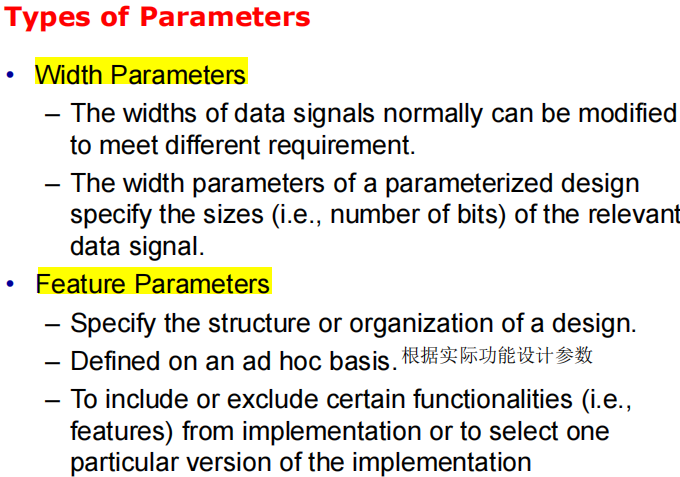 Types of Parameters
• Width Parameters
– The widths of data signals normally can be modified
to meet different requirement.
– The width parameters of a parameterized design
specify the sizes (i.e., number of bits) of the relevant
data signal.
• Feature Parameters
– Specify the structure or organization of a design.
– Defined on an ad hoc basis. 根据实际功能设计参数
– To include or exclude certain functionalities (i.e.,
features) from implementation or to select one
particular version of the implementation